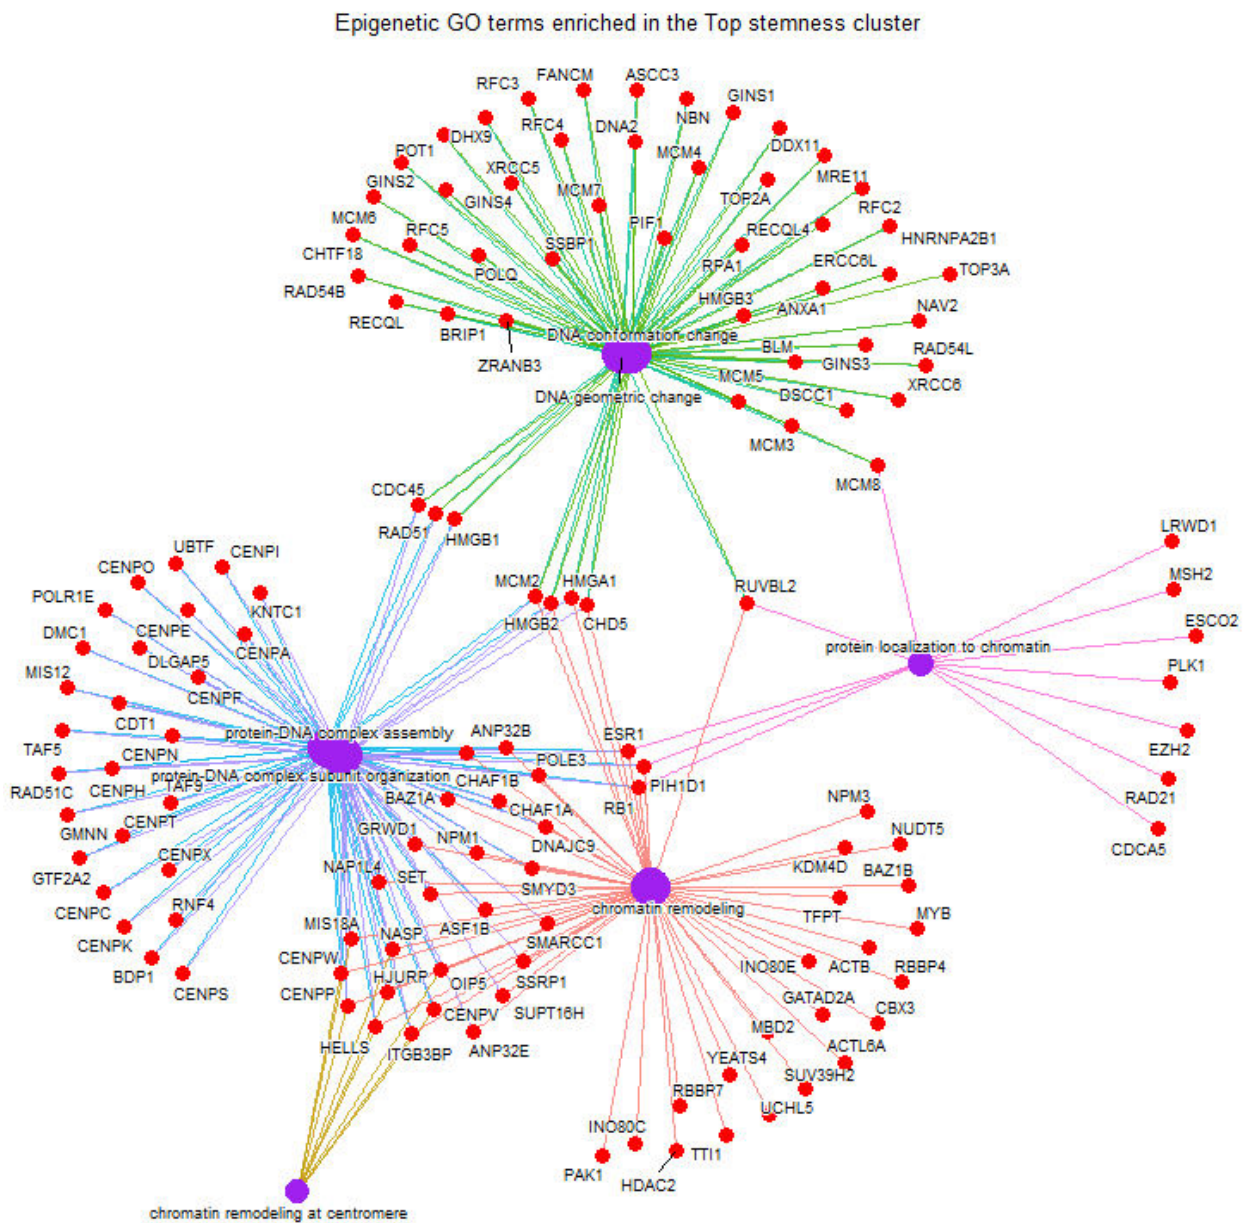 Epigenetic GO terms enriched in the Top stemness cluster
FANCM
ASCC3
RFC3
NBN
GINS1
RFC4
DNA2
DHX9
DDX11
POT1
XRCC5
MCM4
MRE11
GINS2
MCM7
TOP2A
GINS4
RFC2
MCM6
RFC5
PIF1
RECQL4
HNRNPA2B1
CHTF18
SSBP1
POLQ
RPA1
ERCC6L
TOP3A
RAD54B
HMGB3
ANXA1
NAV2
RECQL
BRIP1
DNA conformation change
BLM
ZRANB3
GINS3
RAD54L
MCM5
XRCC6
DNA geometric change
DSCC1
MCM3
MCM8
CDC45
RAD51
HMGB1
LRWD1
UBTF
CENPI
CENPO
MCM2
HMGA1
RUVBL2
MSH2
POLR1E
KNTC1
HMGB2
CHD5
ESCO2
DMC1
CENPE
CENPA
DLGAP5
protein localization to chromatin
MIS12
CENPF
PLK1
CDT1
protein-DNA complex assembly
ANP32B
ESR1
TAF5
CENPN
POLE3
EZH2
protein-DNA complex subunit organization
CHAF1B
PIH1D1
RAD51C
CENPH
TAF9
BAZ1A
CHAF1A
RB1
RAD21
NPM3
GMNN
CENPT
GRWD1
NPM1
DNAJC9
NUDT5
CDCA5
CENPX
KDM4D
GTF2A2
NAP1L4
SET
SMYD3
BAZ1B
CENPC
RNF4
chromatin remodeling
TFPT
MYB
MIS18A
NASP
ASF1B
SMARCC1
CENPK
CENPW
INO80E
ACTB
RBBP4
BDP1
HJURP
OIP5
SSRP1
CENPS
CENPP
GATAD2A
CBX3
CENPV
SUPT16H
MBD2
HELLS
ITGB3BP
ANP32E
ACTL6A
YEATS4
SUV39H2
RBBP7
UCHL5
INO80C
TTI1
PAK1
HDAC2
chromatin remodeling at centromere